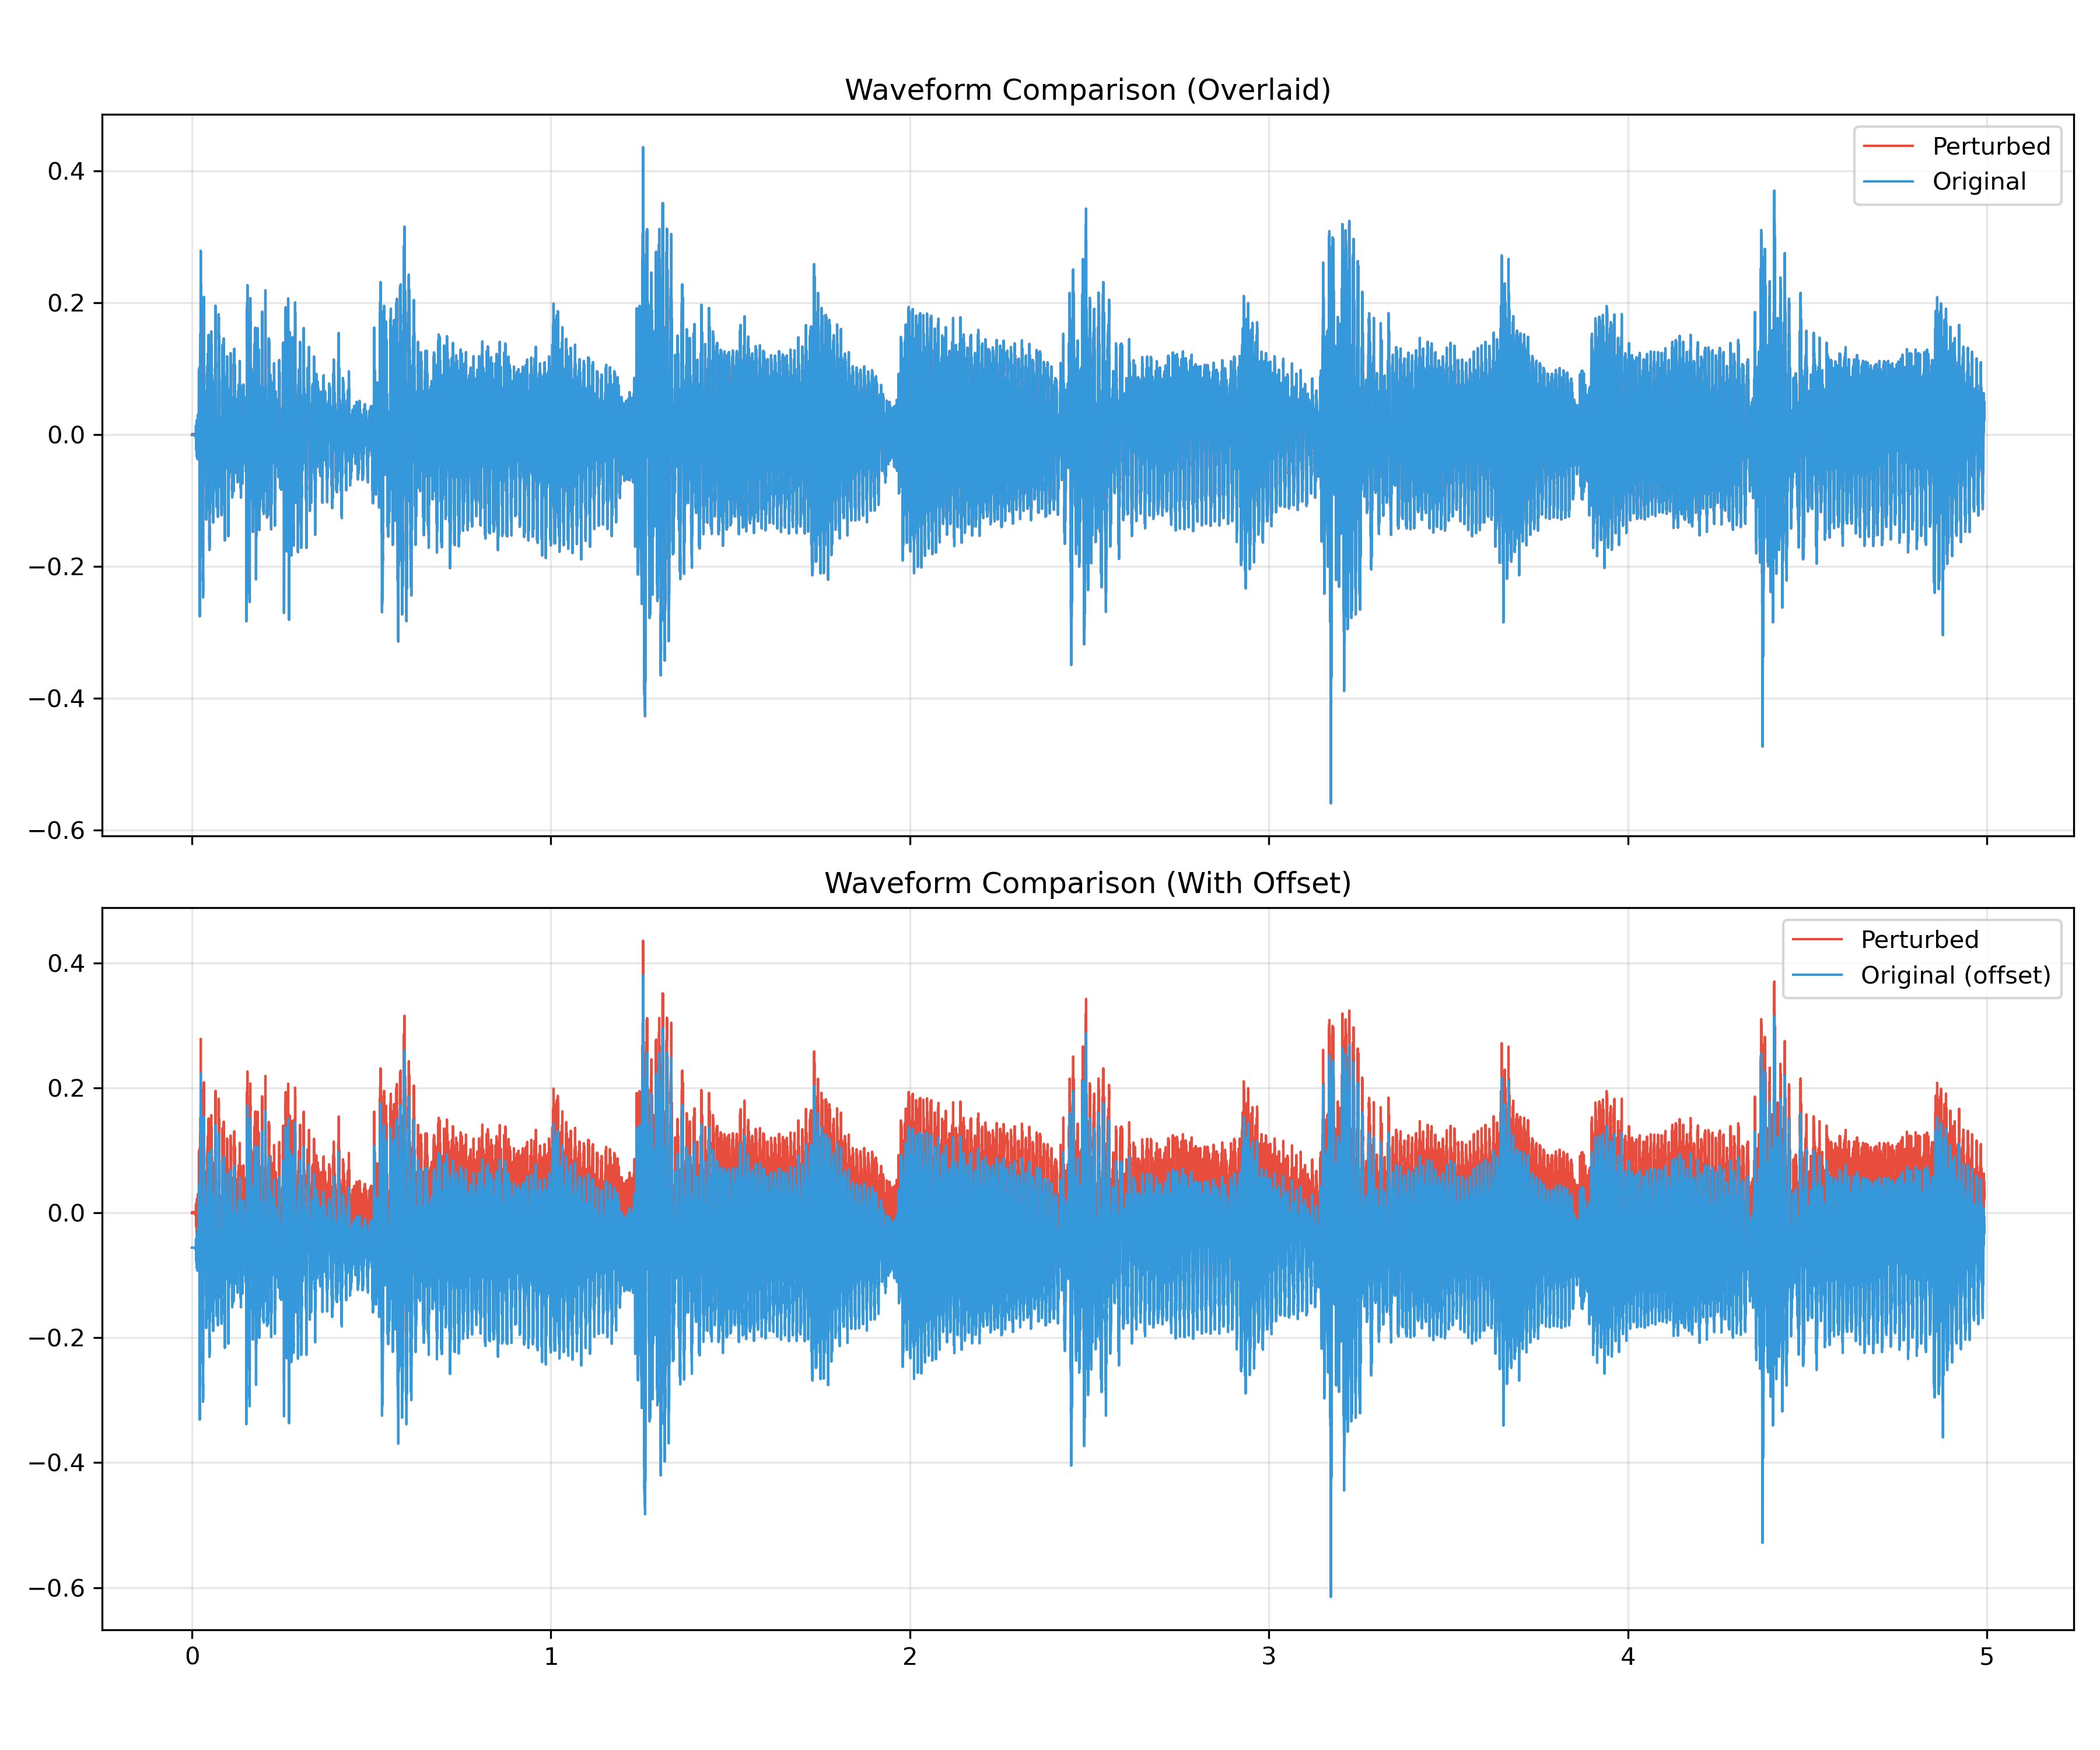 Waveform Comparison (Overlaid)
Perturbed
Original
0.4
0.2
0.0
−0.2
−0.4
−0.6
Waveform Comparison (With Offset)
Perturbed
Original (offset)
0.4
0.2
0.0
−0.2
−0.4
−0.6
0 1 2 3 4 5